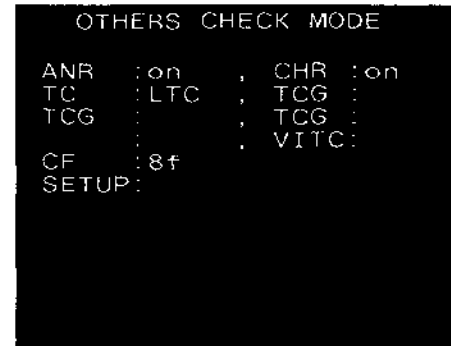 OTHERS CHECK MODE
ANR :on , CHR :on
TC :LTC , TCG :
TCG : , TCG :
: , VITC:
CF :8f
SETUP: